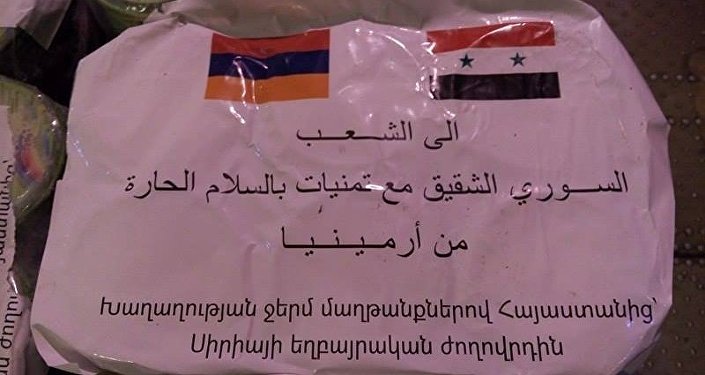 الى الشعب
السوري الشقيق مع تمنيات بالسلام الحارة
من أرمينيا
Խաղաղության ջերմ մաղթանքներով Հայաստանից՝
Սիրիայի եղբայրական ժողովրդին